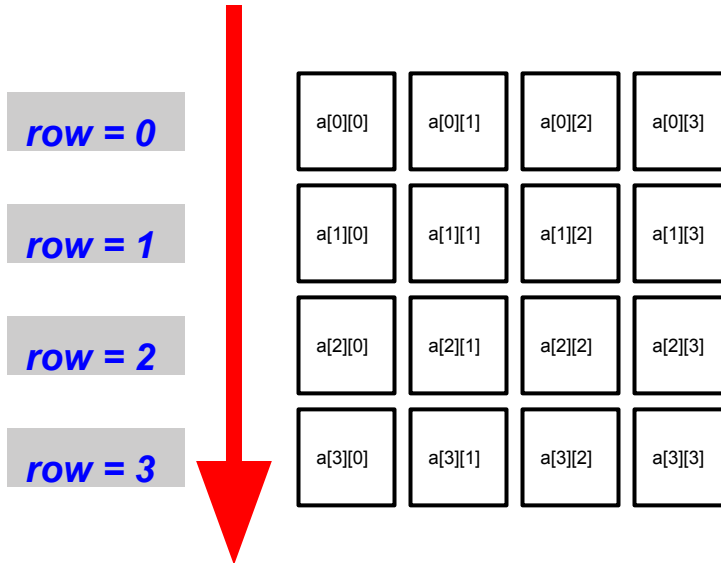 row = 0 a[0][0] a[0][1] a[0][2] a[0][3]
row = 1 a[1][0] a[1][1] a[1][2] a[1][3]
row = 2 a[2][0] a[2][1] a[2][2] a[2][3]
row = 3 a[3][0] a[3][1] a[3][2] a[3][3]